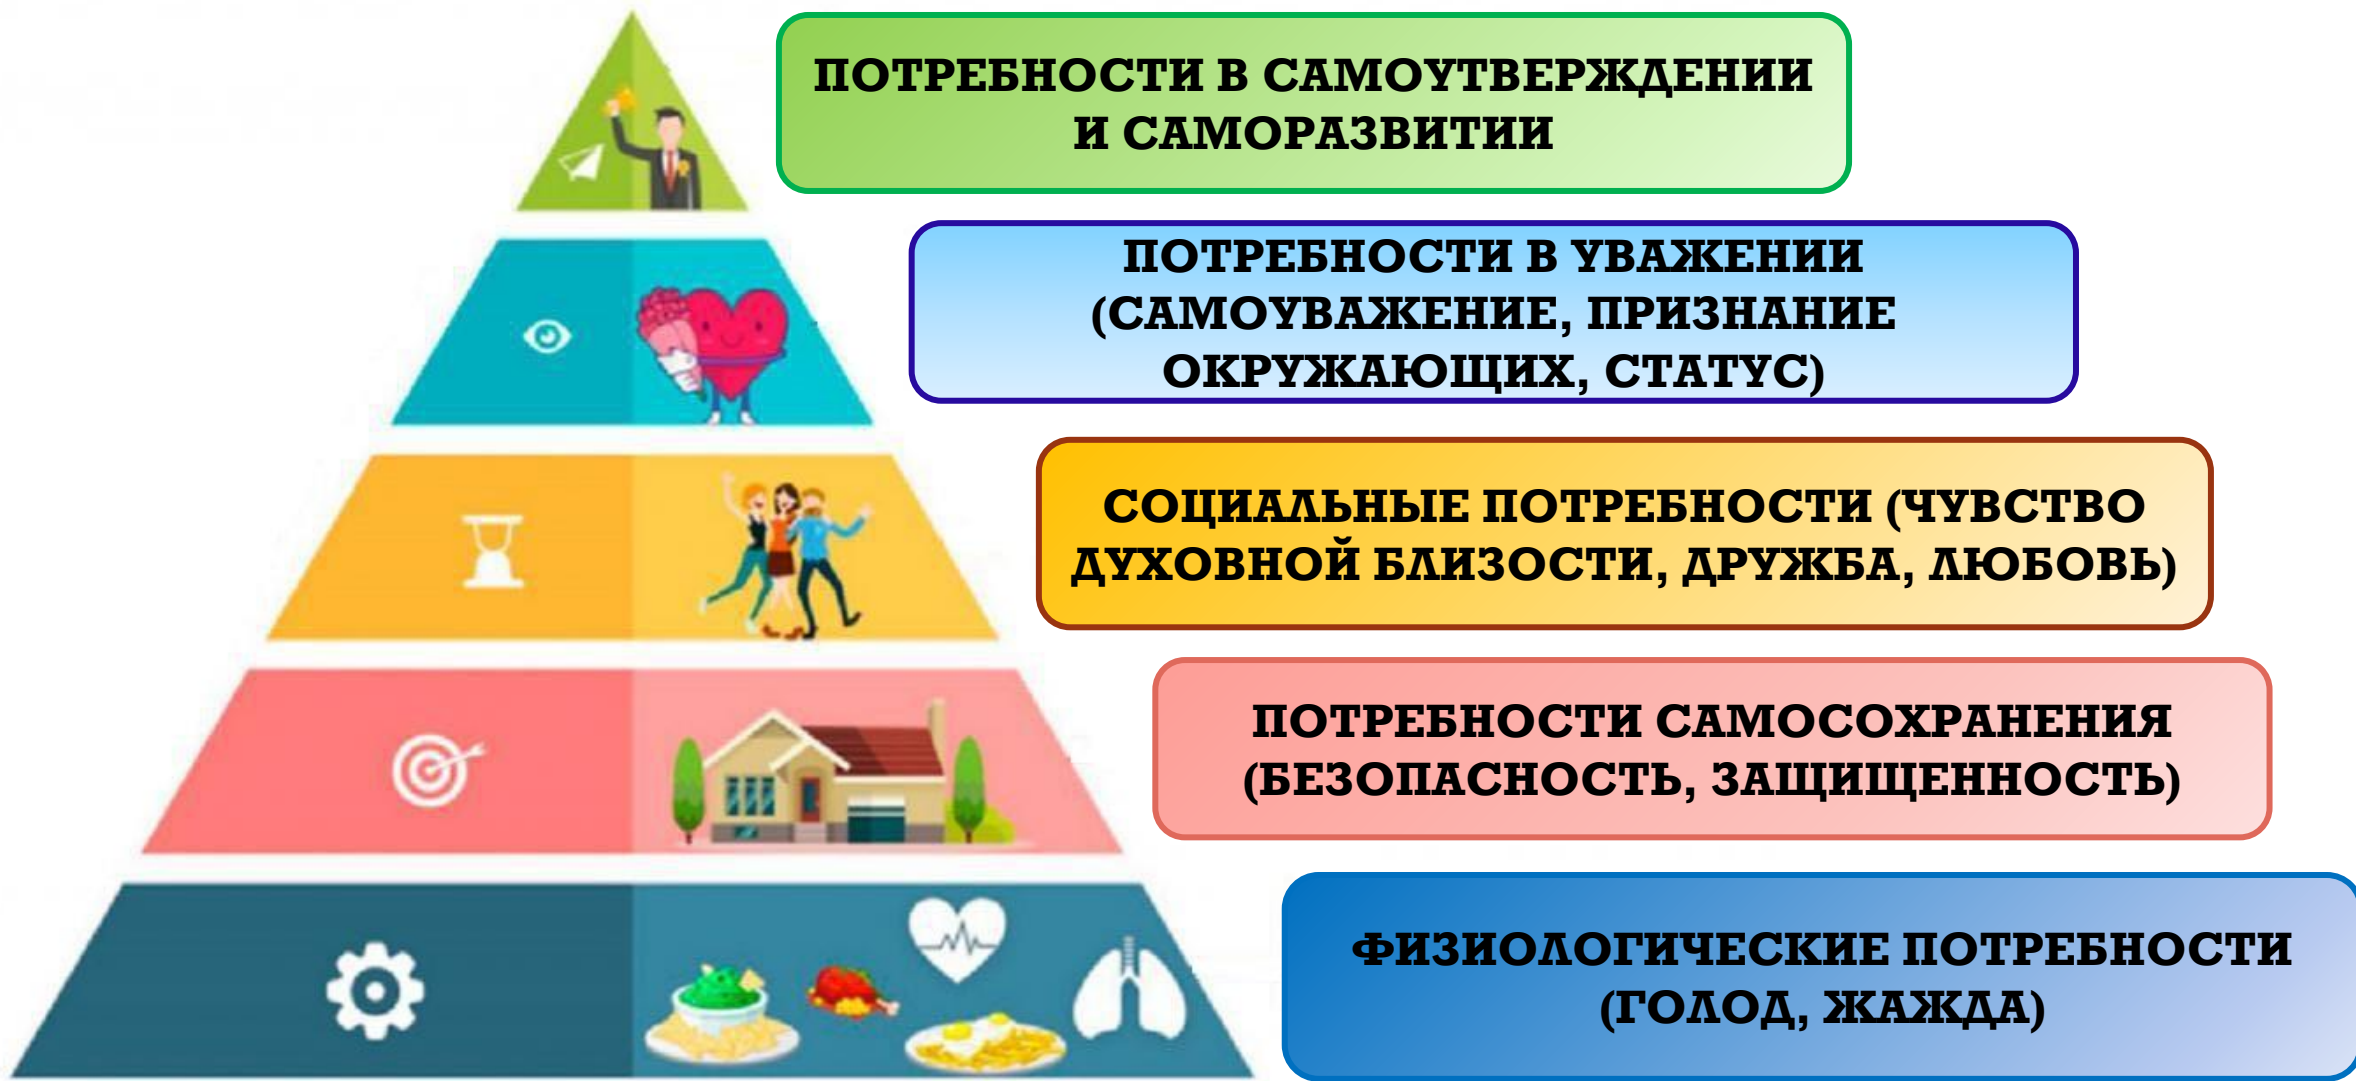 ПОТРЕБНОСТИ В САМОУТВЕРЖДЕНИИ
И САМОРАЗВИТИИ
ПОТРЕБНОСТИ В УВАЖЕНИИ
(САМОУВАЖЕНИЕ, ПРИЗНАНИЕ
ОКРУЖАЮЩИХ, СТАТУС)
СОЦИАЛЬНЫЕ ПОТРЕБНОСТИ (ЧУВСТВО
ДУХОВНОЙ БЛИЗОСТИ, ДРУЖБА, ЛЮБОВЬ)
ПОТРЕБНОСТИ САМОСОХРАНЕНИЯ
(БЕЗОПАСНОСТЬ, ЗАЩИЩЕННОСТЬ)
ФИЗИОЛОГИЧЕСКИЕ ПОТРЕБНОСТИ
(ГОЛОД, ЖАЖДА)